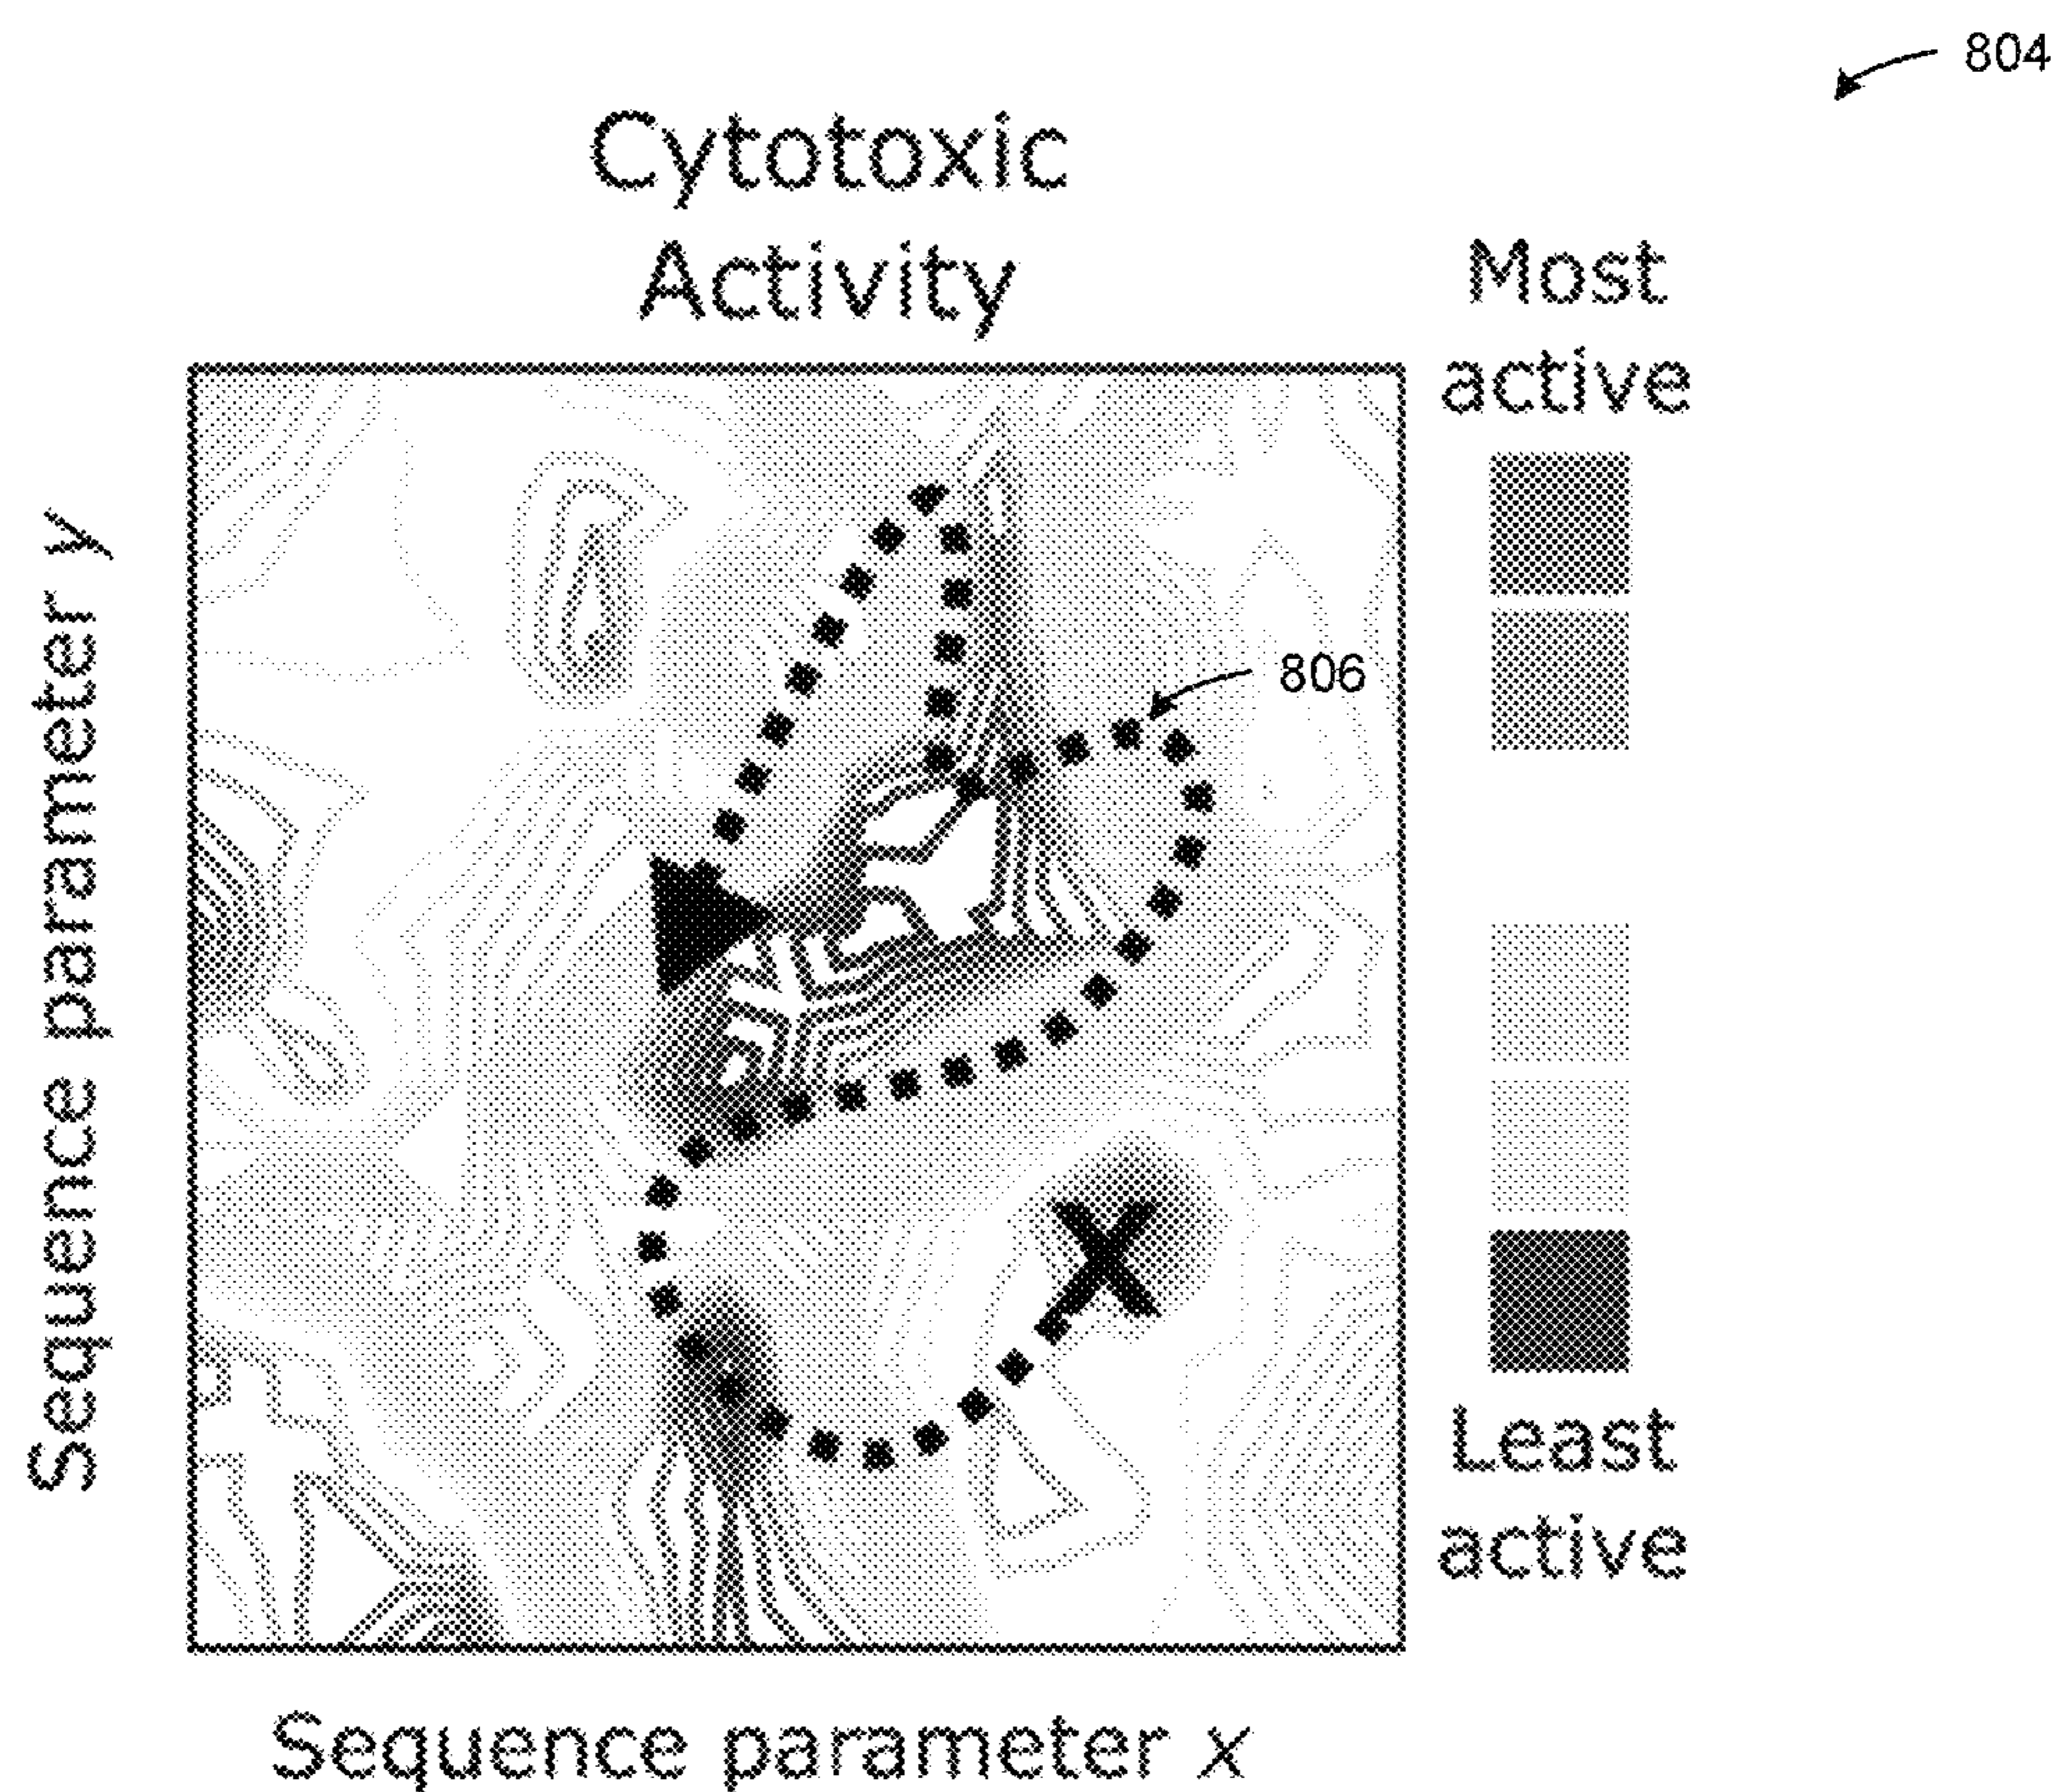 804
Cytotoxic
Activity
Most
active
806
Sequence parameter y
Least
active
Sequence parameter x